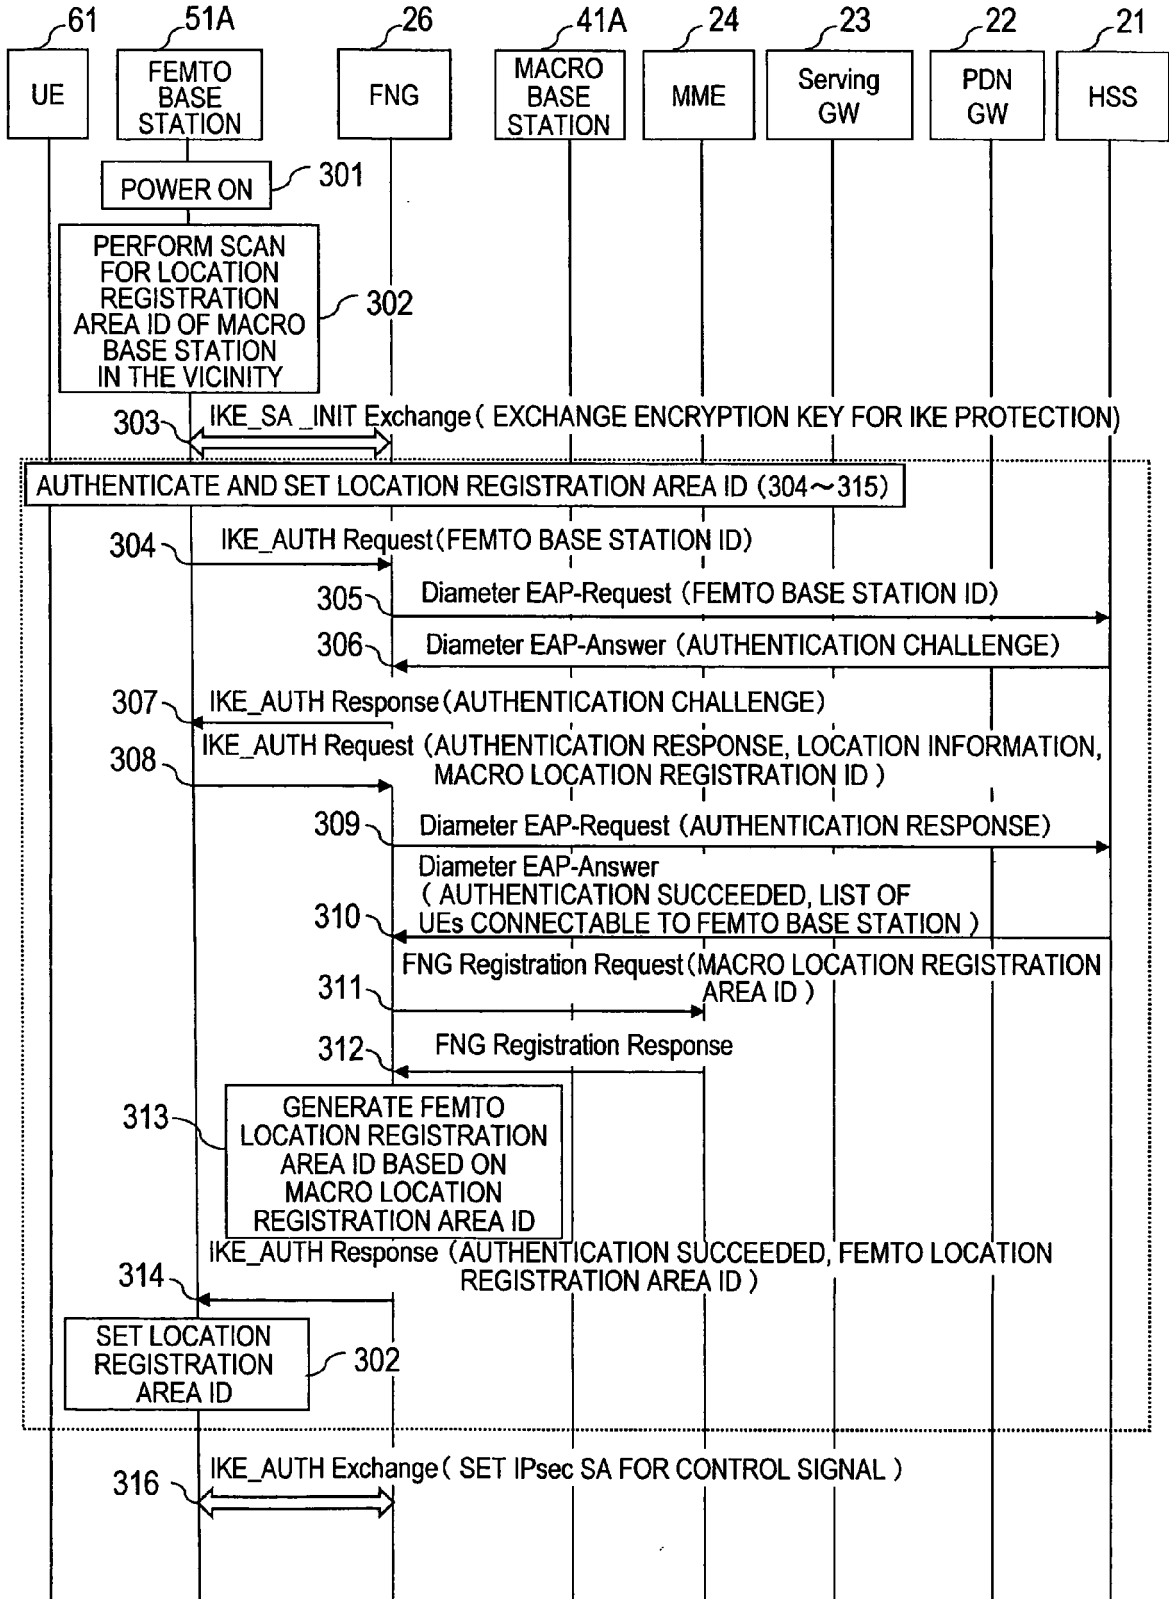 61
51A
26
41A
24
23
22
21
UE
FEMTO
BASE
STATION
FNG
MACRO
BASE
STATION
MME
Serving
GW
PDN
GW
HSS
POWER ON
301
PERFORM SCAN
FOR LOCATION
REGISTRATION
AREA ID OF MACRO
BASE STATION
IN THE VICINITY
302
303
IKE_SA _INIT Exchange ( EXCHANGE ENCRYPTION KEY FOR IKE PROTECTION)
AUTHENTICATE AND SET LOCATION REGISTRATION AREA ID (304～315)
304
IKE_AUTH Request (FEMTO BASE STATION ID)
305
Diameter EAP-Request (FEMTO BASE STATION ID)
306
Diameter EAP-Answer (AUTHENTICATION CHALLENGE)
307
IKE_AUTH Response (AUTHENTICATION CHALLENGE)
308
IKE_AUTH Request (AUTHENTICATION RESPONSE, LOCATION INFORMATION,
MACRO LOCATION REGISTRATION ID )
309
Diameter EAP-Request (AUTHENTICATION RESPONSE)
310
Diameter EAP-Answer
( AUTHENTICATION SUCCEEDED, LIST OF
UEs CONNECTABLE TO FEMTO BASE STATION )
311
FNG Registration Request (MACRO LOCATION REGISTRATION
AREA ID )
312
FNG Registration Response
313
GENERATE FEMTO
LOCATION REGISTRATION
AREA ID BASED ON
MACRO LOCATION
REGISTRATION AREA ID
314
IKE_AUTH Response (AUTHENTICATION SUCCEEDED, FEMTO LOCATION
REGISTRATION AREA ID )
SET LOCATION
REGISTRATION
AREA ID
302
316
IKE_AUTH Exchange ( SET IPsec SA FOR CONTROL SIGNAL )